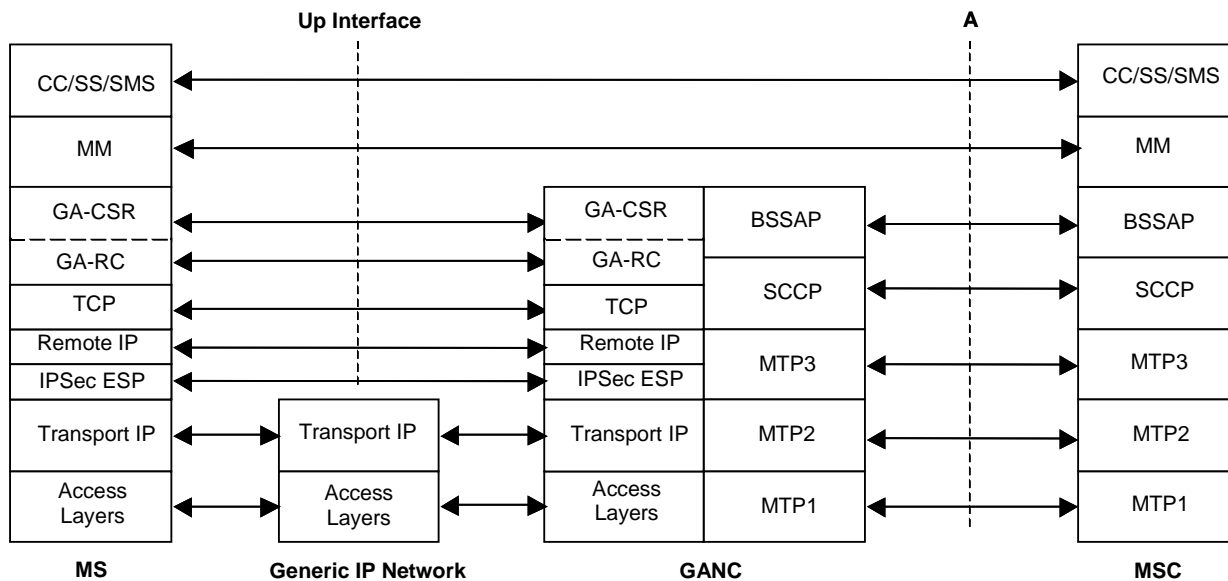 Up Interface
A
CC/SS/SMS
CC/SS/SMS
MM
MM
GA-CSR
GA-CSR
BSSAP
BSSAP
GA-RC
GA-RC
SCCP
SCCP
TCP
TCP
Remote IP
Remote IP
MTP3
MTP3
IPSec ESP
IPSec ESP
Transport IP
Transport IP
Transport IP
MTP2
MTP2
Access
Layers
Access
Layers
Access
Layers
MTP1
MTP1
MS
Generic IP Network
GANC
MSC